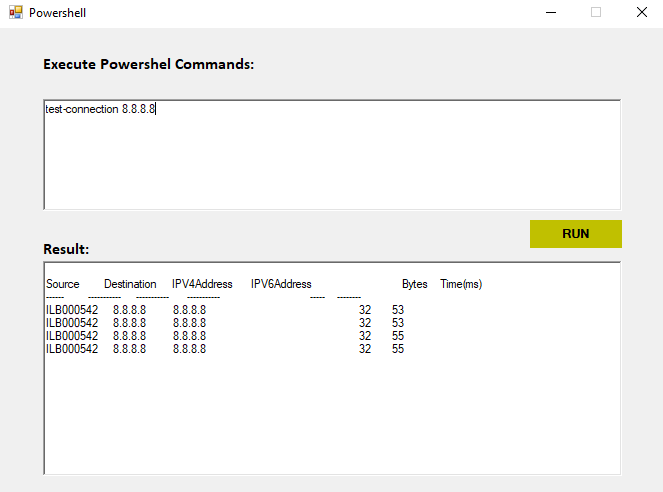 Powershell
Execute Powershel Commands:
test-connection 8.8.8.8
RUN
Result:
Source Destination IPV4Address IPV6Address Bytes Time(ms)
------ ----------- ----------- ----------- ----- --------
ILB000542 8.8.8.8 8.8.8.8 32 53
ILB000542 8.8.8.8 8.8.8.8 32 53
ILB000542 8.8.8.8 8.8.8.8 32 55
ILB000542 8.8.8.8 8.8.8.8 32 55